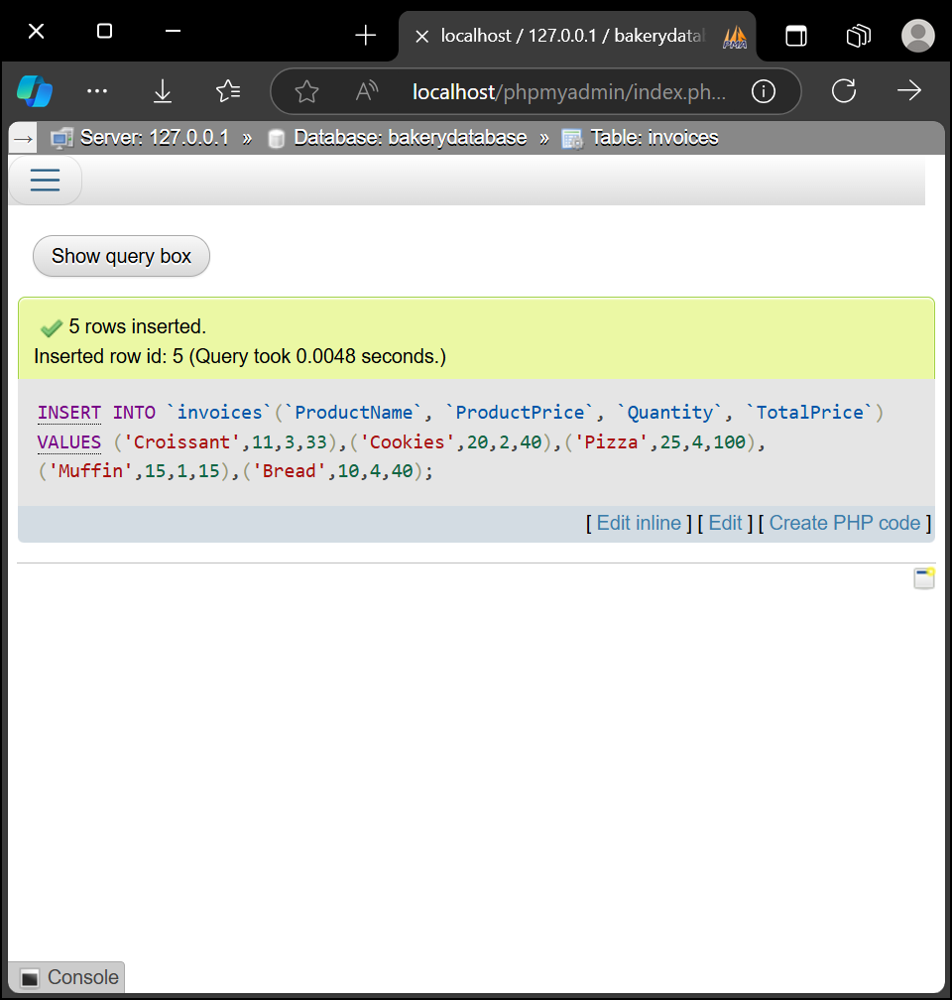 localhost / 127.0.0.1 / bakerydatab
localhost/phpmyadmin/index.ph...
Server: 127.0.0.1 » Database: bakerydatabase » Table: invoices
Show query box
5 rows inserted.
Inserted row id: 5 (Query took 0.0048 seconds.)
INSERT INTO `invoices`(`ProductName`, `ProductPrice`, `Quantity`, `TotalPrice`)
VALUES ('Croissant',11,3,33),('Cookies',20,2,40),('Pizza',25,4,100),
('Muffin',15,1,15),('Bread',10,4,40);
[ Edit inline ] [ Edit ] [ Create PHP code ]
Console